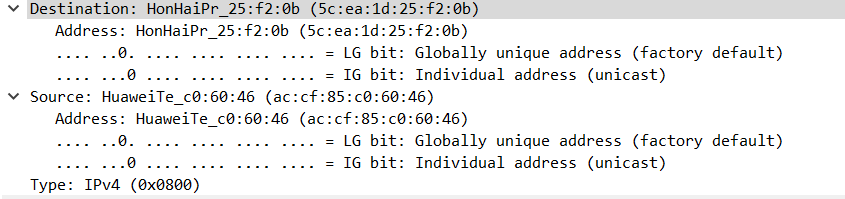 Destination: HonHaiPr_25:f2:0b (5c:ea:1d:25:f2:0b)
Address: HonHaiPr_25:f2:0b (5c:ea:1d:25:f2:0b)
.... ..0. .... .... .... .... = LG bit: Globally unique address (factory default)
.... ...0 .... .... .... .... = IG bit: Individual address (unicast)
Source: HuaweiTe_c0:60:46 (ac:cf:85:c0:60:46)
Address: HuaweiTe_c0:60:46 (ac:cf:85:c0:60:46)
.... ..0. .... .... .... .... = LG bit: Globally unique address (factory default)
.... ...0 .... .... .... .... = IG bit: Individual address (unicast)
Type: IPv4 (0x0800)